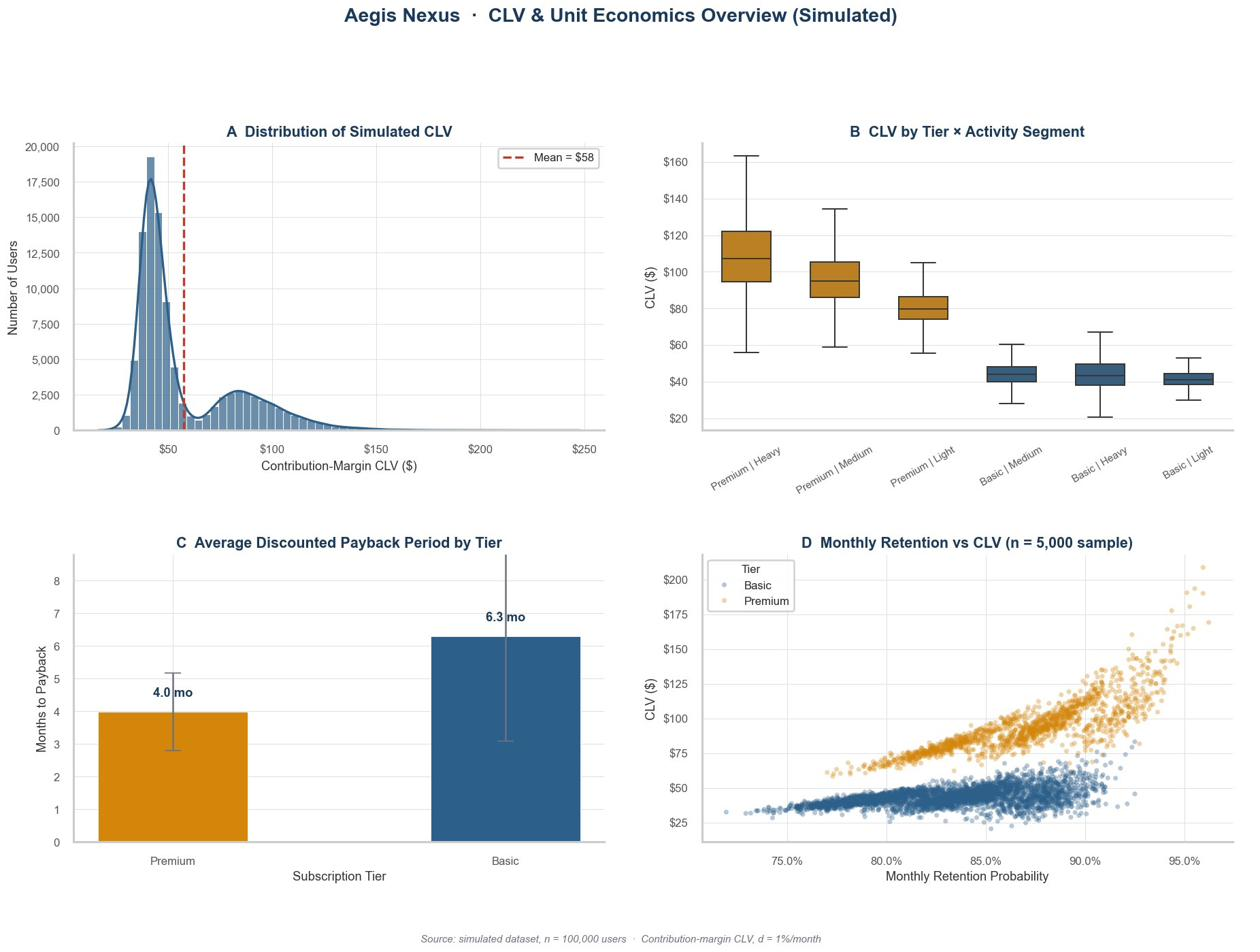 Aegis Nexus · CLV & Unit Economics Overview (Simulated)
A Distribution of Simulated CLV
20,000
17,500
15,000
12,500
10,000
7,500
5,000
2,500
0
Number of Users
Mean = $58
$50
$100
$150
$200
$250
Contribution-Margin CLV ($)
B CLV by Tier × Activity Segment
$160
$140
$120
$100
$80
$60
$40
$20
CLV ($)
Premium | Heavy
Premium | Medium
Premium | Light
Basic | Medium
Basic | Heavy
Basic | Light
C Average Discounted Payback Period by Tier
8
7
6
5
4
3
2
1
0
Months to Payback
4.0 mo
6.3 mo
Premium
Basic
Subscription Tier
D Monthly Retention vs CLV (n = 5,000 sample)
Tier
Basic
Premium
$200
$175
$150
$125
$100
$75
$50
$25
CLV ($)
75.0%
80.0%
85.0%
90.0%
95.0%
Monthly Retention Probability
Source: simulated dataset, n = 100,000 users · Contribution-margin CLV, d = 1%/month